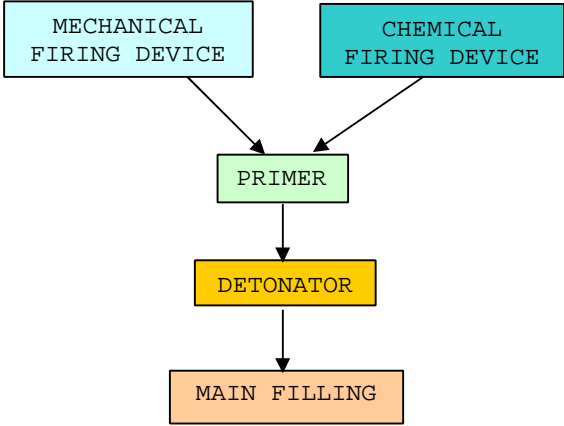 MECHANICAL
FIRING DEVICE
CHEMICAL
FIRING DEVICE
PRIMER
DETONATOR
MAIN FILLING